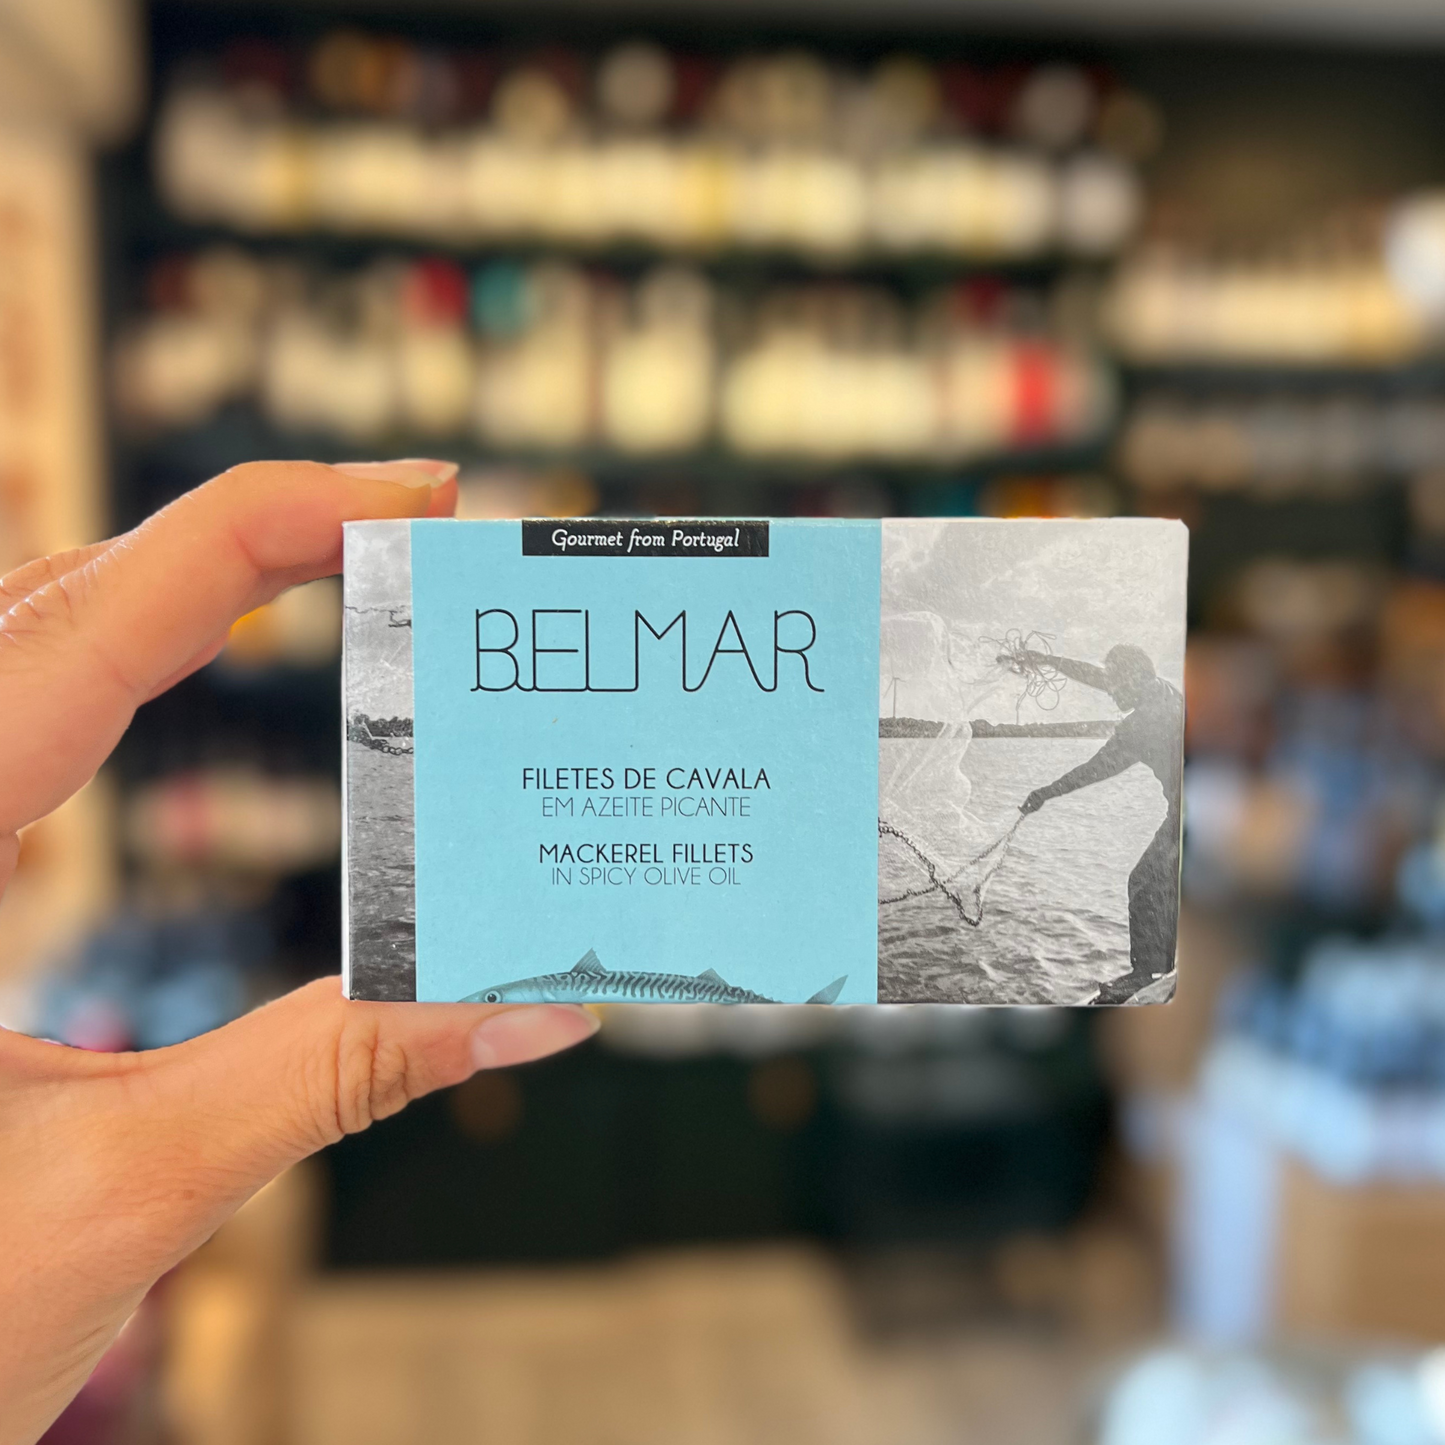 Gourmet from Portugal
BELMAR
FILETES DE CAVALA
EM AZEITE PICANTE
MACKEREL FILLETS
IN SPICY OLIVE OIL